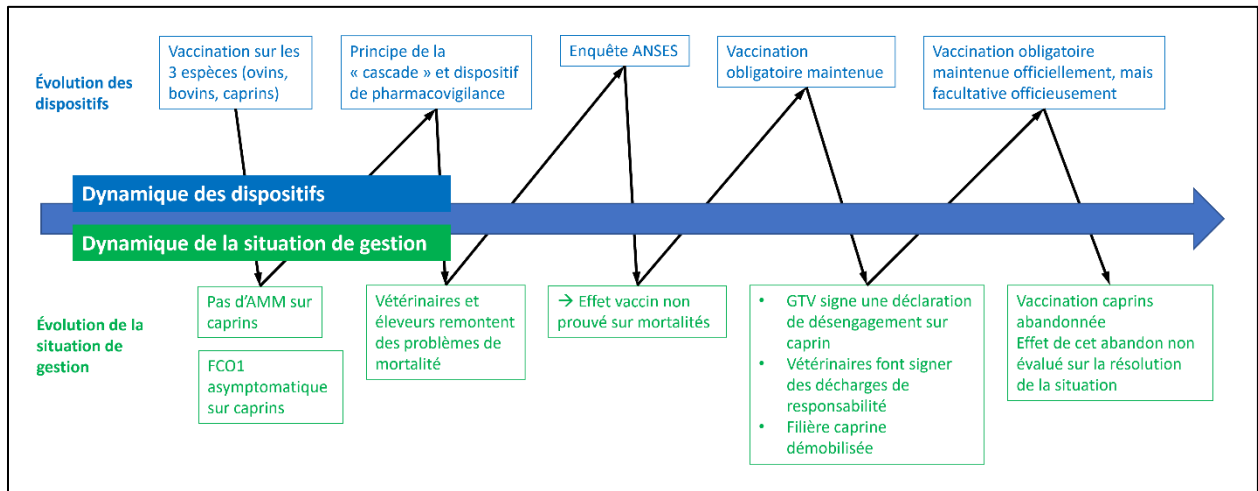 Évolution des
dispositifs
Vaccination sur les
3 espèces (ovins,
bovins, caprins)
Principe de la
« cascade » et dispositif
de pharmacovigilance
Enquête ANSES
Vaccination
obligatoire maintenue
Vaccination obligatoire
maintenue officiellement, mais
facultative officieusement
Dynamique des dispositifs
Dynamique de la situation de gestion
Évolution de la
situation de
gestion
Pas d’AMM sur
caprins
FCO1
asymptomatique
sur caprins
Vétérinaires et
éleveurs remontent
des problèmes de
mortalité
→ Effet vaccin non
prouvé sur mortalités
• GTV signe une déclaration
de désengagement sur
caprin
• Vétérinaires font signer
des décharges de
responsabilité
• Filière caprine
démobilisée
Vaccination caprins
abandonnée
Effet de cet abandon non
évalué sur la résolution
de la situation